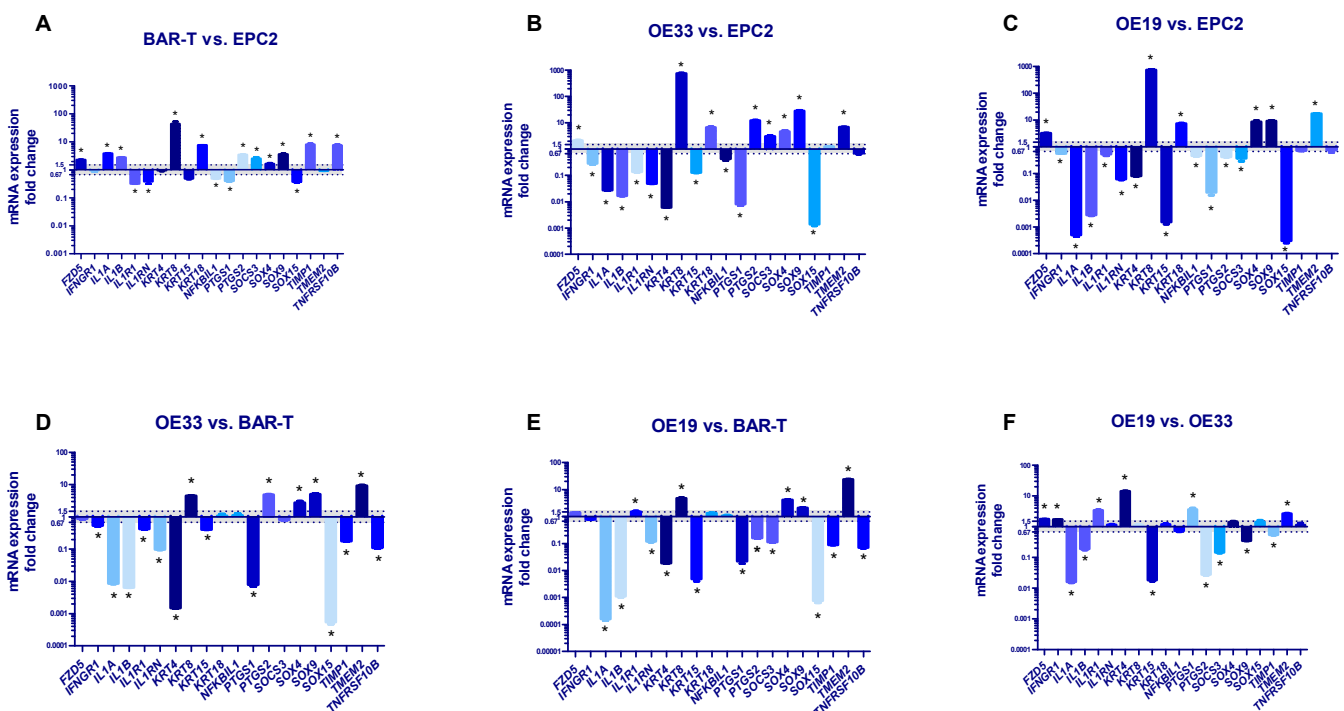 A
BAR-T vs. EPC2
mRNA expression
fold change
1000
100
10
1.5
1
0.67
0.1
0.01
0.001
0.0001
* * * * * * * * * * * * * * * * *
FZD5
IFNGR1
IL1A
IL1B
IL1R1
IL1RN
KRT4
KRT8
KRT15
KRT18
NFKBIL1
PTGS1
PTGS2
SOCS3
SOX4
SOX9
SOX15
TIMP1
TMEM2
TNFRSF10B
B
OE33 vs. EPC2
mRNA expression
fold change
1000
100
10
1.5
1
0.67
0.1
0.01
0.001
0.0001
* * * * * * * * * * * * * * * * * *
FZD5
IFNGR1
IL1A
IL1B
IL1R1
IL1RN
KRT4
KRT8
KRT15
KRT18
NFKBIL1
PTGS1
PTGS2
SOCS3
SOX4
SOX9
SOX15
TIMP1
TMEM2
TNFRSF10B
C
OE19 vs. EPC2
mRNA expression
fold change
1000
100
10
1.5
1
0.67
0.1
0.01
0.001
0.0001
* * * * * * * * * * * * * * * * * *
FZD5
IFNGR1
IL1A
IL1B
IL1R1
IL1RN
KRT4
KRT8
KRT15
KRT18
NFKBIL1
PTGS1
PTGS2
SOCS3
SOX4
SOX9
SOX15
TIMP1
TMEM2
TNFRSF10B
D
OE33 vs. BAR-T
mRNA expression
fold change
100
10
1.5
1
0.67
0.1
0.01
0.001
0.0001
* * * * * * * * * * * * * * * *
FZD5
IFNGR1
IL1A
IL1B
IL1R1
IL1RN
KRT4
KRT8
KRT15
KRT18
NFKBIL1
PTGS1
PTGS2
SOCS3
SOX4
SOX9
SOX15
TIMP1
TMEM2
TNFRSF10B
E
OE19 vs. BAR-T
mRNA expression
fold change
100
10
1.5
1
0.67
0.1
0.01
0.001
0.0001
* * * * * * * * * * * * * * * *
FZD5
IFNGR1
IL1A
IL1B
IL1R1
IL1RN
KRT4
KRT8
KRT15
KRT18
NFKBIL1
PTGS1
PTGS2
SOCS3
SOX4
SOX9
SOX15
TIMP1
TMEM2
TNFRSF10B
F
OE19 vs. OE33
mRNA expression
fold change
100
10
1.5
1
0.67
0.1
0.01
0.001
0.0001
* * * * * * * * * * * * *
FZD5
IFNGR1
IL1A
IL1B
IL1R1
IL1RN
KRT4
KRT8
KRT15
KRT18
NFKBIL1
PTGS1
PTGS2
SOCS3
SOX4
SOX9
SOX15
TIMP1
TMEM2
TNFRSF10B